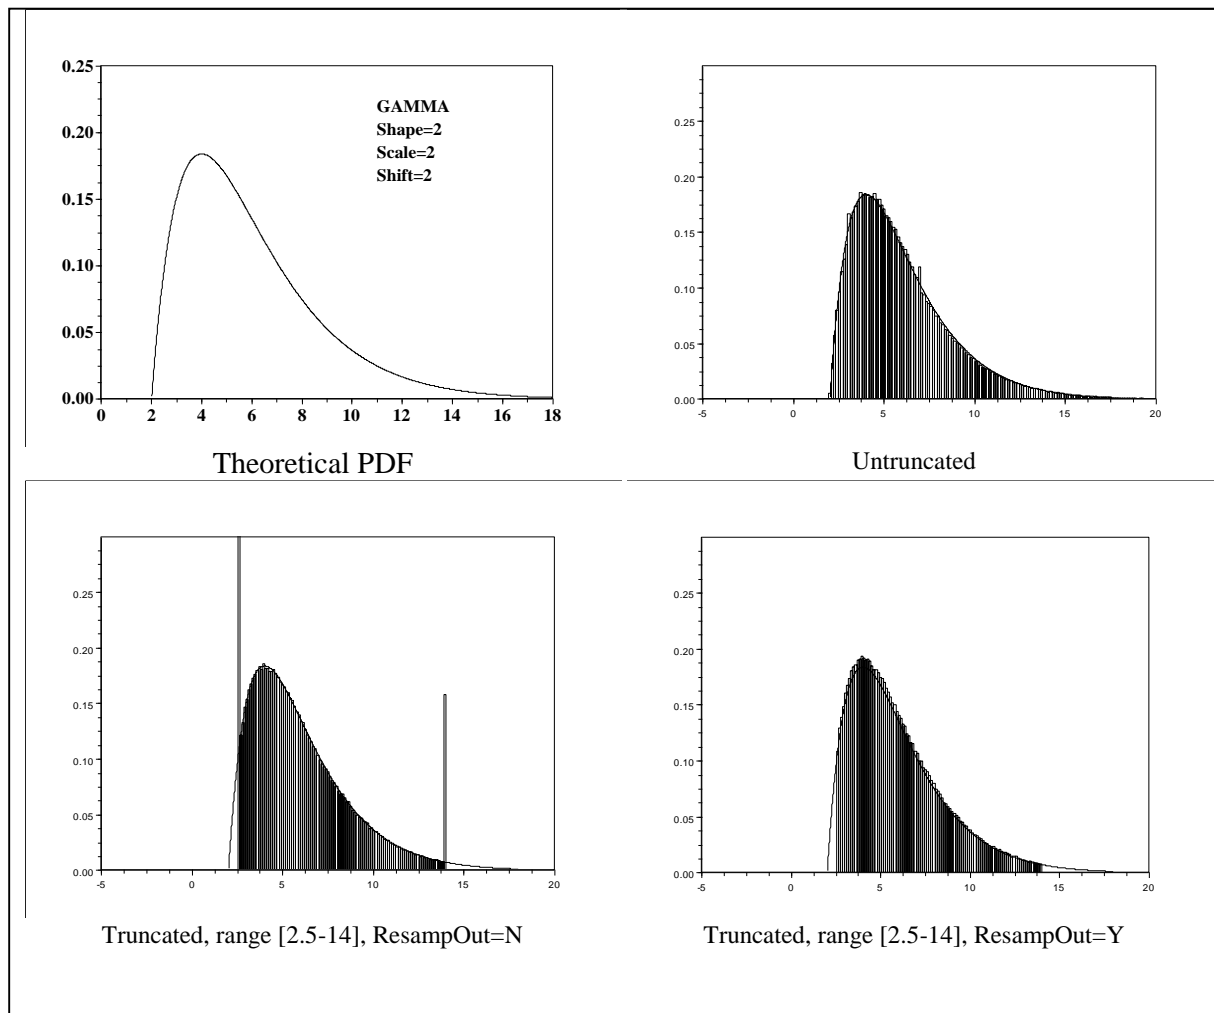 0.25
0.20
0.15
0.10
0.05
0.00
0 2 4 6 8 10 12 14 16 18
GAMMA
Shape=2
Scale=2
Shift=2
Theoretical PDF
0.25
0.20
0.15
0.10
0.05
0.00
-5 0 5 10 15 20
Untruncated
0.25
0.20
0.15
0.10
0.05
0.00
-5 0 5 10 15 20
Truncated, range [2.5-14], ResampOut=N
0.25
0.20
0.15
0.10
0.05
0.00
-5 0 5 10 15 20
Truncated, range [2.5-14], ResampOut=Y